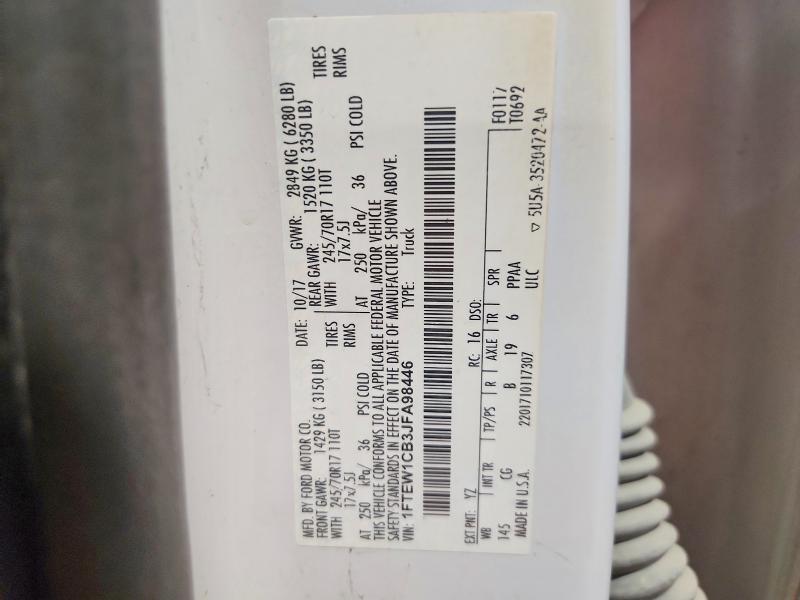 MFD. BY FORD MOTOR CO.
DATE: 10/17 GVWR: 2849 KG ( 6280 LB)
FRONT GAWR: 1429 KG ( 3150 LB) REAR GAWR: 1520 KG ( 3350 LB)
WITH 245/70R17 110T TIRES WITH 245/70R17 110T TIRES
17x7.5J RIMS 17x7.5J RIMS
AT 250 kPa/ 36 PSI COLD AT 250 kPa/ 36 PSI COLD
THIS VEHICLE CONFORMS TO ALL APPLICABLE FEDERAL MOTOR VEHICLE
SAFETY STANDARDS IN EFFECT ON THE DATE OF MANUFACTURE SHOWN ABOVE.
VIN: 1FTEW1CB3JFA98446 TYPE: Truck
EXT PNT: YZ RC: 16 DSO: F0117
WB INT TR TP/PS R AXLE TR SPR T0692
145 CG B 19 6 PPAA
MADE IN U.S.A. 2201710117307 ULC
▽ 5U5A-3520472-AA